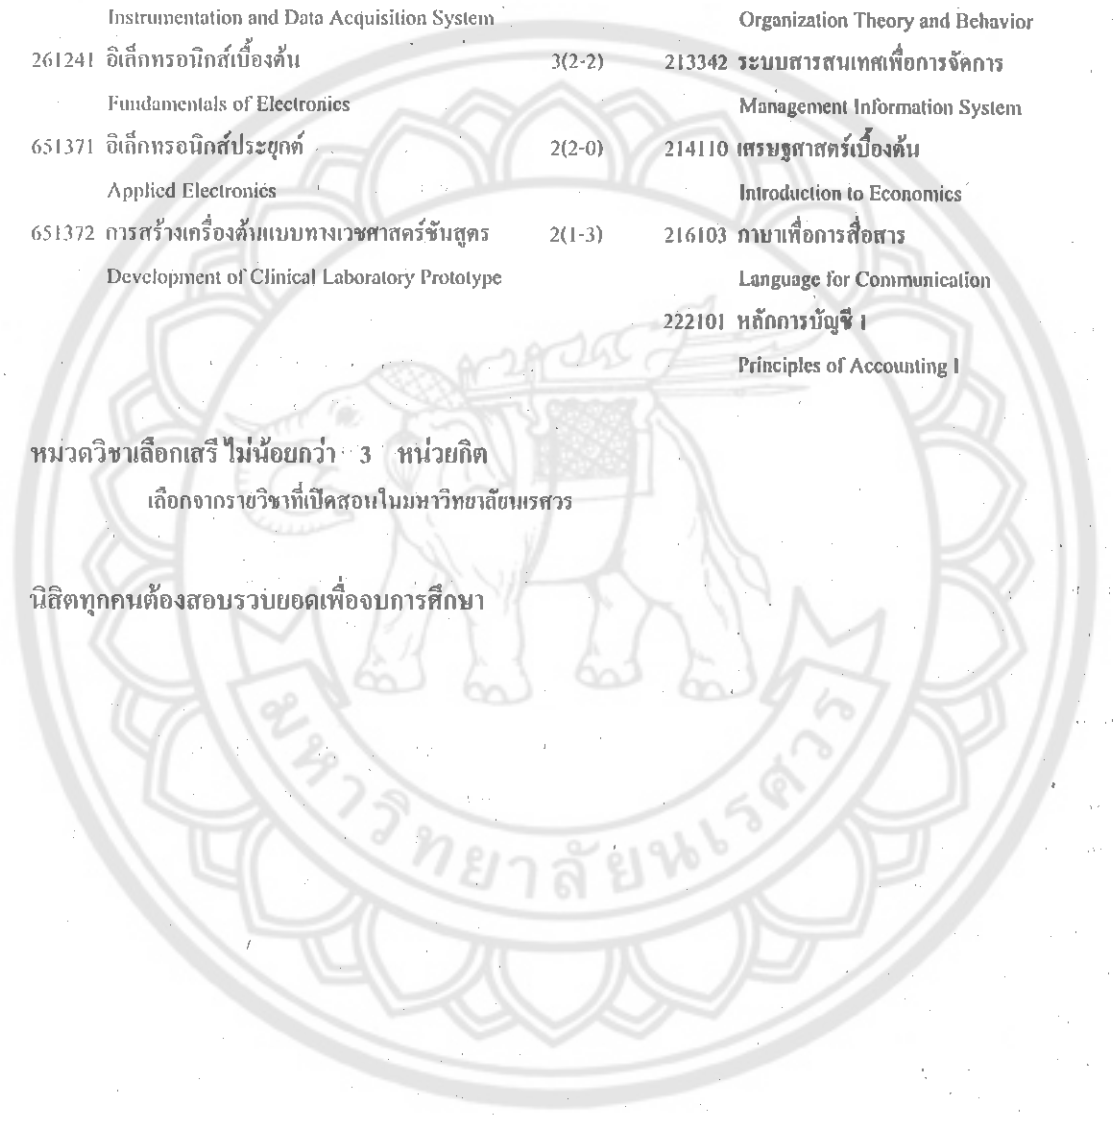 Instrumentation and Data Acquisition System
261241 อิเล็กทรอนิกส์เบื้องต้น 3(2-2)
Fundamentals of Electronics
651371 อิเล็กทรอนิกส์ประยุกต์ 2(2-0)
Applied Electronics
651372 การสร้างเครื่องต้นแบบทางเวชศาสตร์ชันสูตร 2(1-3)
Development of Clinical Laboratory Prototype
Organization Theory and Behavior
213342 ระบบสารสนเทศเพื่อการจัดการ
Management Information System
214110 เศรษฐศาสตร์เบื้องต้น
Introduction to Economics
216103 ภาษาเพื่อการสื่อสาร
Language for Communication
222101 หลักการบัญชี 1
Principles of Accounting I
หมวดวิชาเลือกเสรี ไม่น้อยกว่า 3 หน่วยกิต
เลือกจากรายวิชาที่เปิดสอนในมหาวิทยาลัยนเรศวร
นิสิตทุกคนต้องสอบรวบยอดเพื่อจบการศึกษา
มหาวิทยาลัยนเรศวร